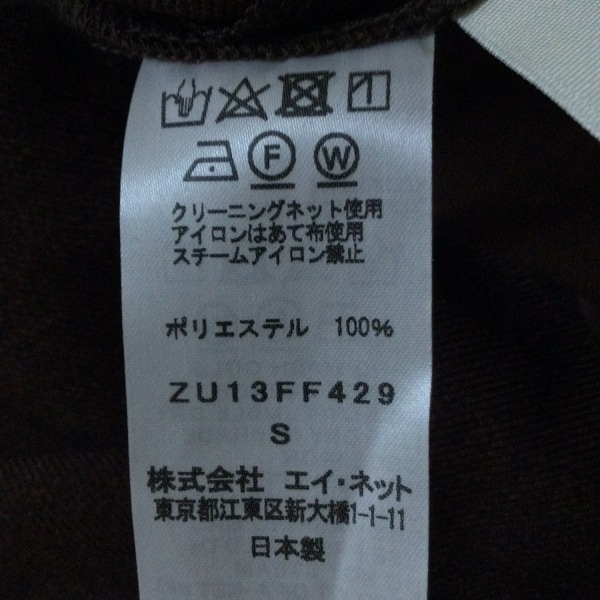 F W
クリーニングネット使用
アイロンはあて布使用
スチームアイロン禁止
ポリエステル 100%
ZU13FF429
S
株式会社 エイ・ネット
東京都江東区新大橋1-1-11
日本製